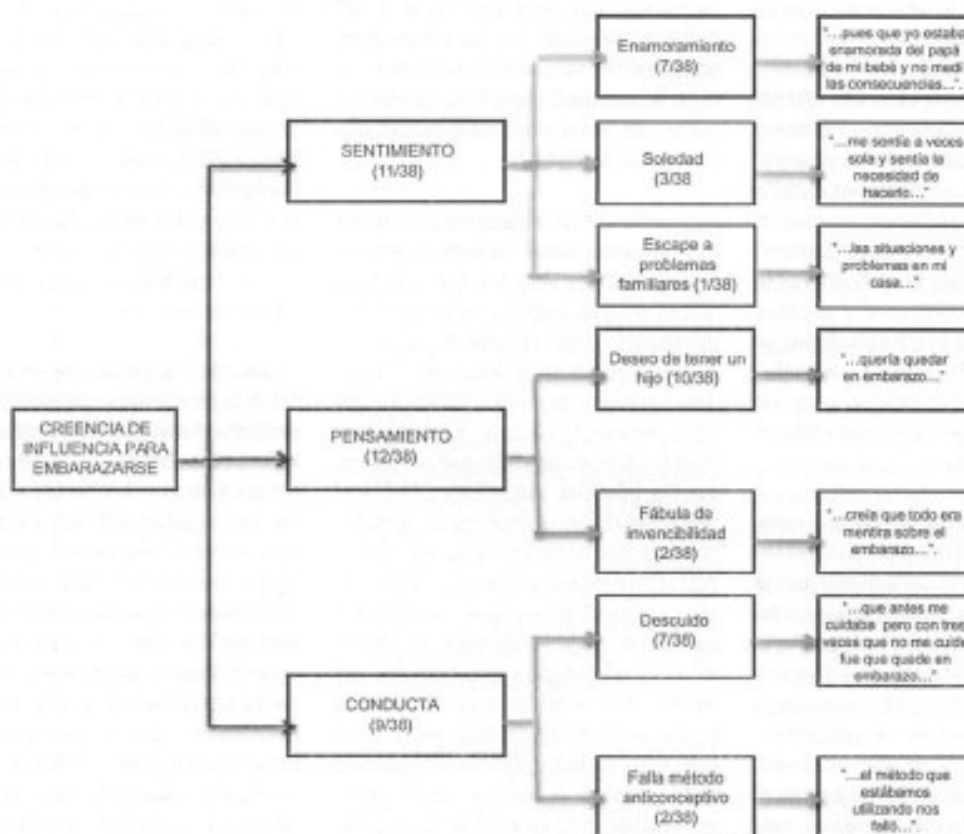 CREENCIA DE
INFLUENCIA PARA
EMBARAZARSE
SENTIMIENTO
(11/38)
Enamoramiento
(7/38)
"...pues que yo estaba
enamorada del papá
de mi bebé y no medí
las consecuencias...".
Soledad
(3/38
"...me sentía a veces
sola y sentía la
necesidad de
hacerlo..."
Escape a
problemas
familiares (1/38)
"...las situaciones y
problemas en mi
casa..."
PENSAMIENTO
(12/38)
Deseo de tener un
hijo (10/38)
"...quería quedar
en embarazo..."
Fábula de
invencibilidad
(2/38)
"...creía que todo era
mentira sobre el
embarazo...".
CONDUCTA
(9/38)
Descuido
(7/38)
"...que antes me
cuidaba pero con tres
veces que no me cuide
fue que quede en
embarazo..."
Falla método
anticonceptivo
(2/38)
"...el método que
estábamos
utilizando nos
falló...".